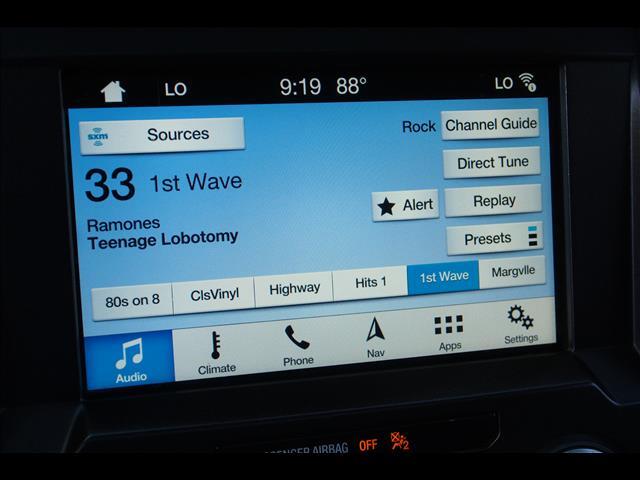 LO 9:19 88° LO
sxm Sources
Rock Channel Guide
Direct Tune
33 1st Wave
Alert Replay
Ramones
Teenage Lobotomy
Presets
80s on 8 ClsVinyl Highway Hits 1 1st Wave Margvlle
Audio Climate Phone Nav Apps Settings
AIRBAG OFF 2